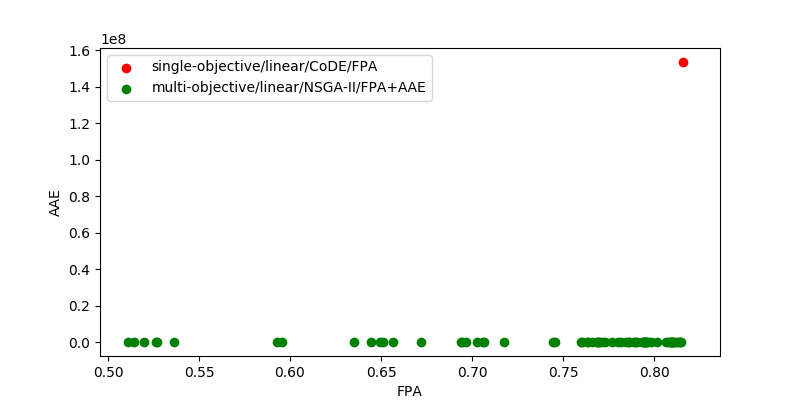 1e8
1.6
1.4
1.2
1.0
0.8
0.6
0.4
0.2
0.0
AAE
single-objective/linear/CoDE/FPA
multi-objective/linear/NSGA-II/FPA+AAE
0.50 0.55 0.60 0.65 0.70 0.75 0.80
FPA